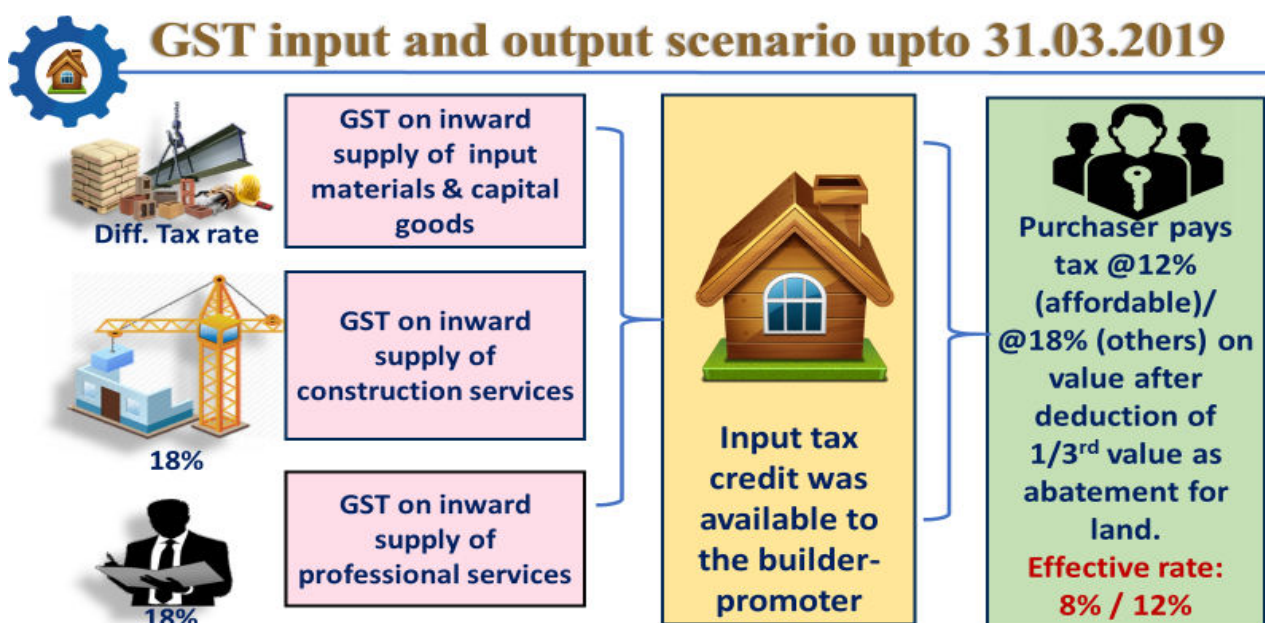 GST input and output scenario upto 31.03.2019
Diff. Tax rate
GST on inward
supply of input
materials & capital
goods
18%
GST on inward
supply of
construction services
18%
GST on inward
supply of
professional services
Input tax
credit was
available to
the builder-
promoter
Purchaser pays
tax @12%
(affordable)/
@18% (others) on
value after
deduction of
1/3rd value as
abatement for
land.
Effective rate:
8% / 12%